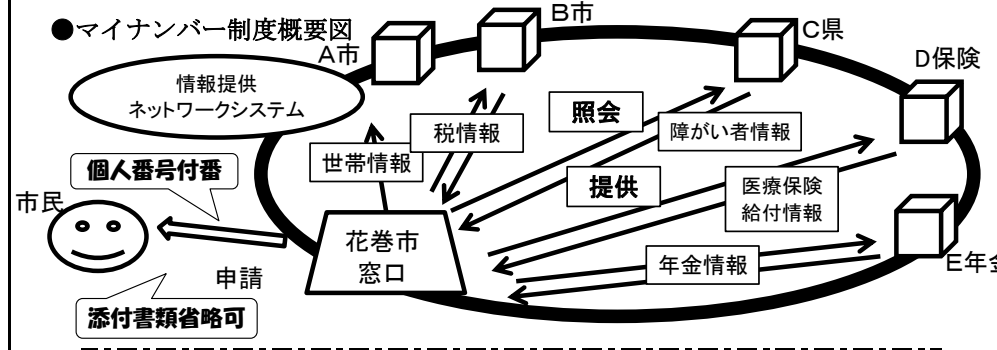 ●マイナンバー制度概要図
A市
B市
C県
D保険
情報提供
ネットワークシステム
照会
税情報
障がい者情報
世帯情報
個人番号付番
提供
医療保険
給付情報
市民
花巻市
窓口
年金情報
E年金
申請
添付書類省略可